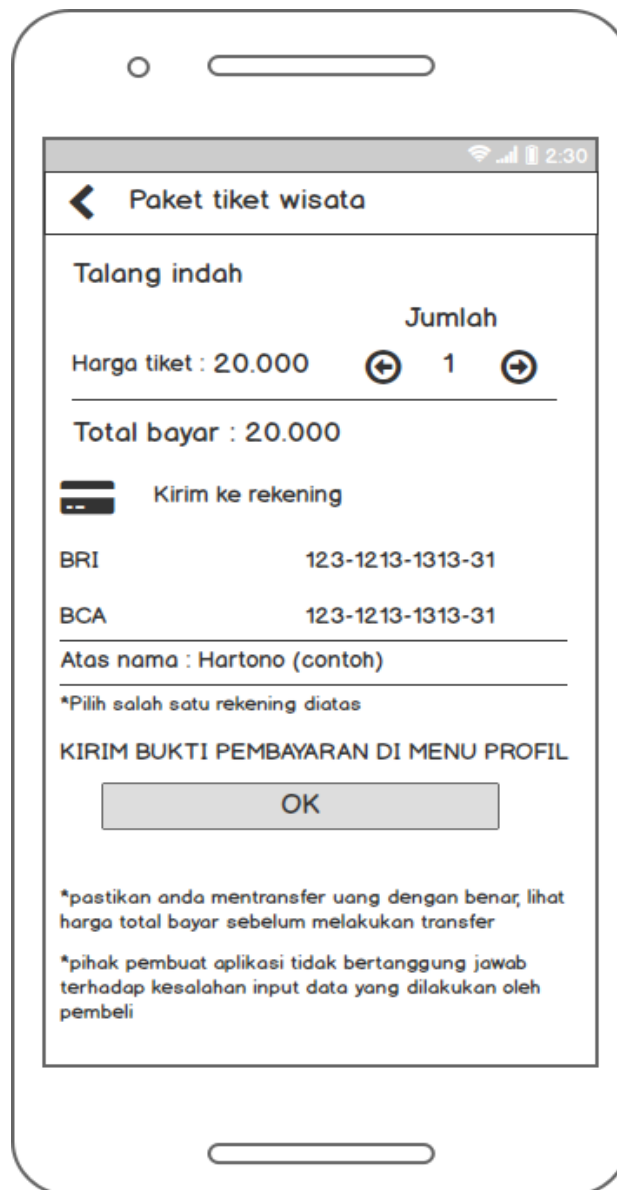 2:30
Paket tiket wisata
Talang indah
Jumlah
Harga tiket : 20.000 1
Total bayar : 20.000
Kirim ke rekening
BRI 123-1213-1313-31
BCA 123-1213-1313-31
Atas nama : Hartono (contoh)
*Pilih salah satu rekening diatas
KIRIM BUKTI PEMBAYARAN DI MENU PROFIL
OK
*pastikan anda mentransfer uang dengan benar, lihat
harga total bayar sebelum melakukan transfer
*pihak pembuat aplikasi tidak bertanggung jawab
terhadap kesalahan input data yang dilakukan oleh
pembeli